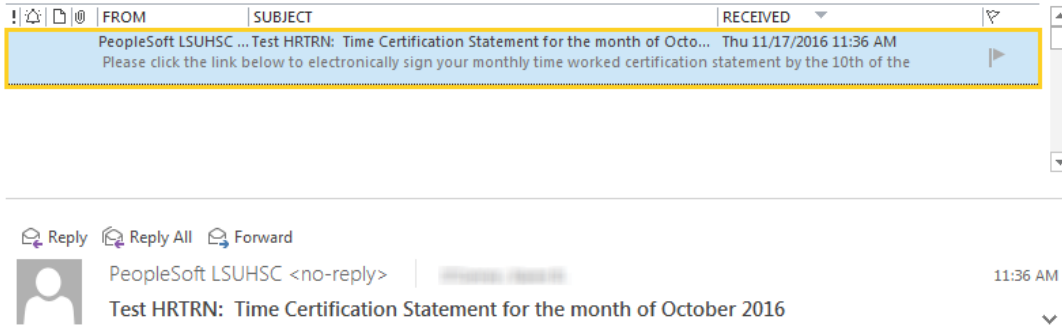 ! FROM SUBJECT RECEIVED
PeopleSoft LSUHSC ... Test HRTRN: Time Certification Statement for the month of Octo... Thu 11/17/2016 11:36 AM
Please click the link below to electronically sign your monthly time worked certification statement by the 10th of the
Reply Reply All Forward
PeopleSoft LSUHSC <no-reply> 11:36 AM
Test HRTRN: Time Certification Statement for the month of October 2016